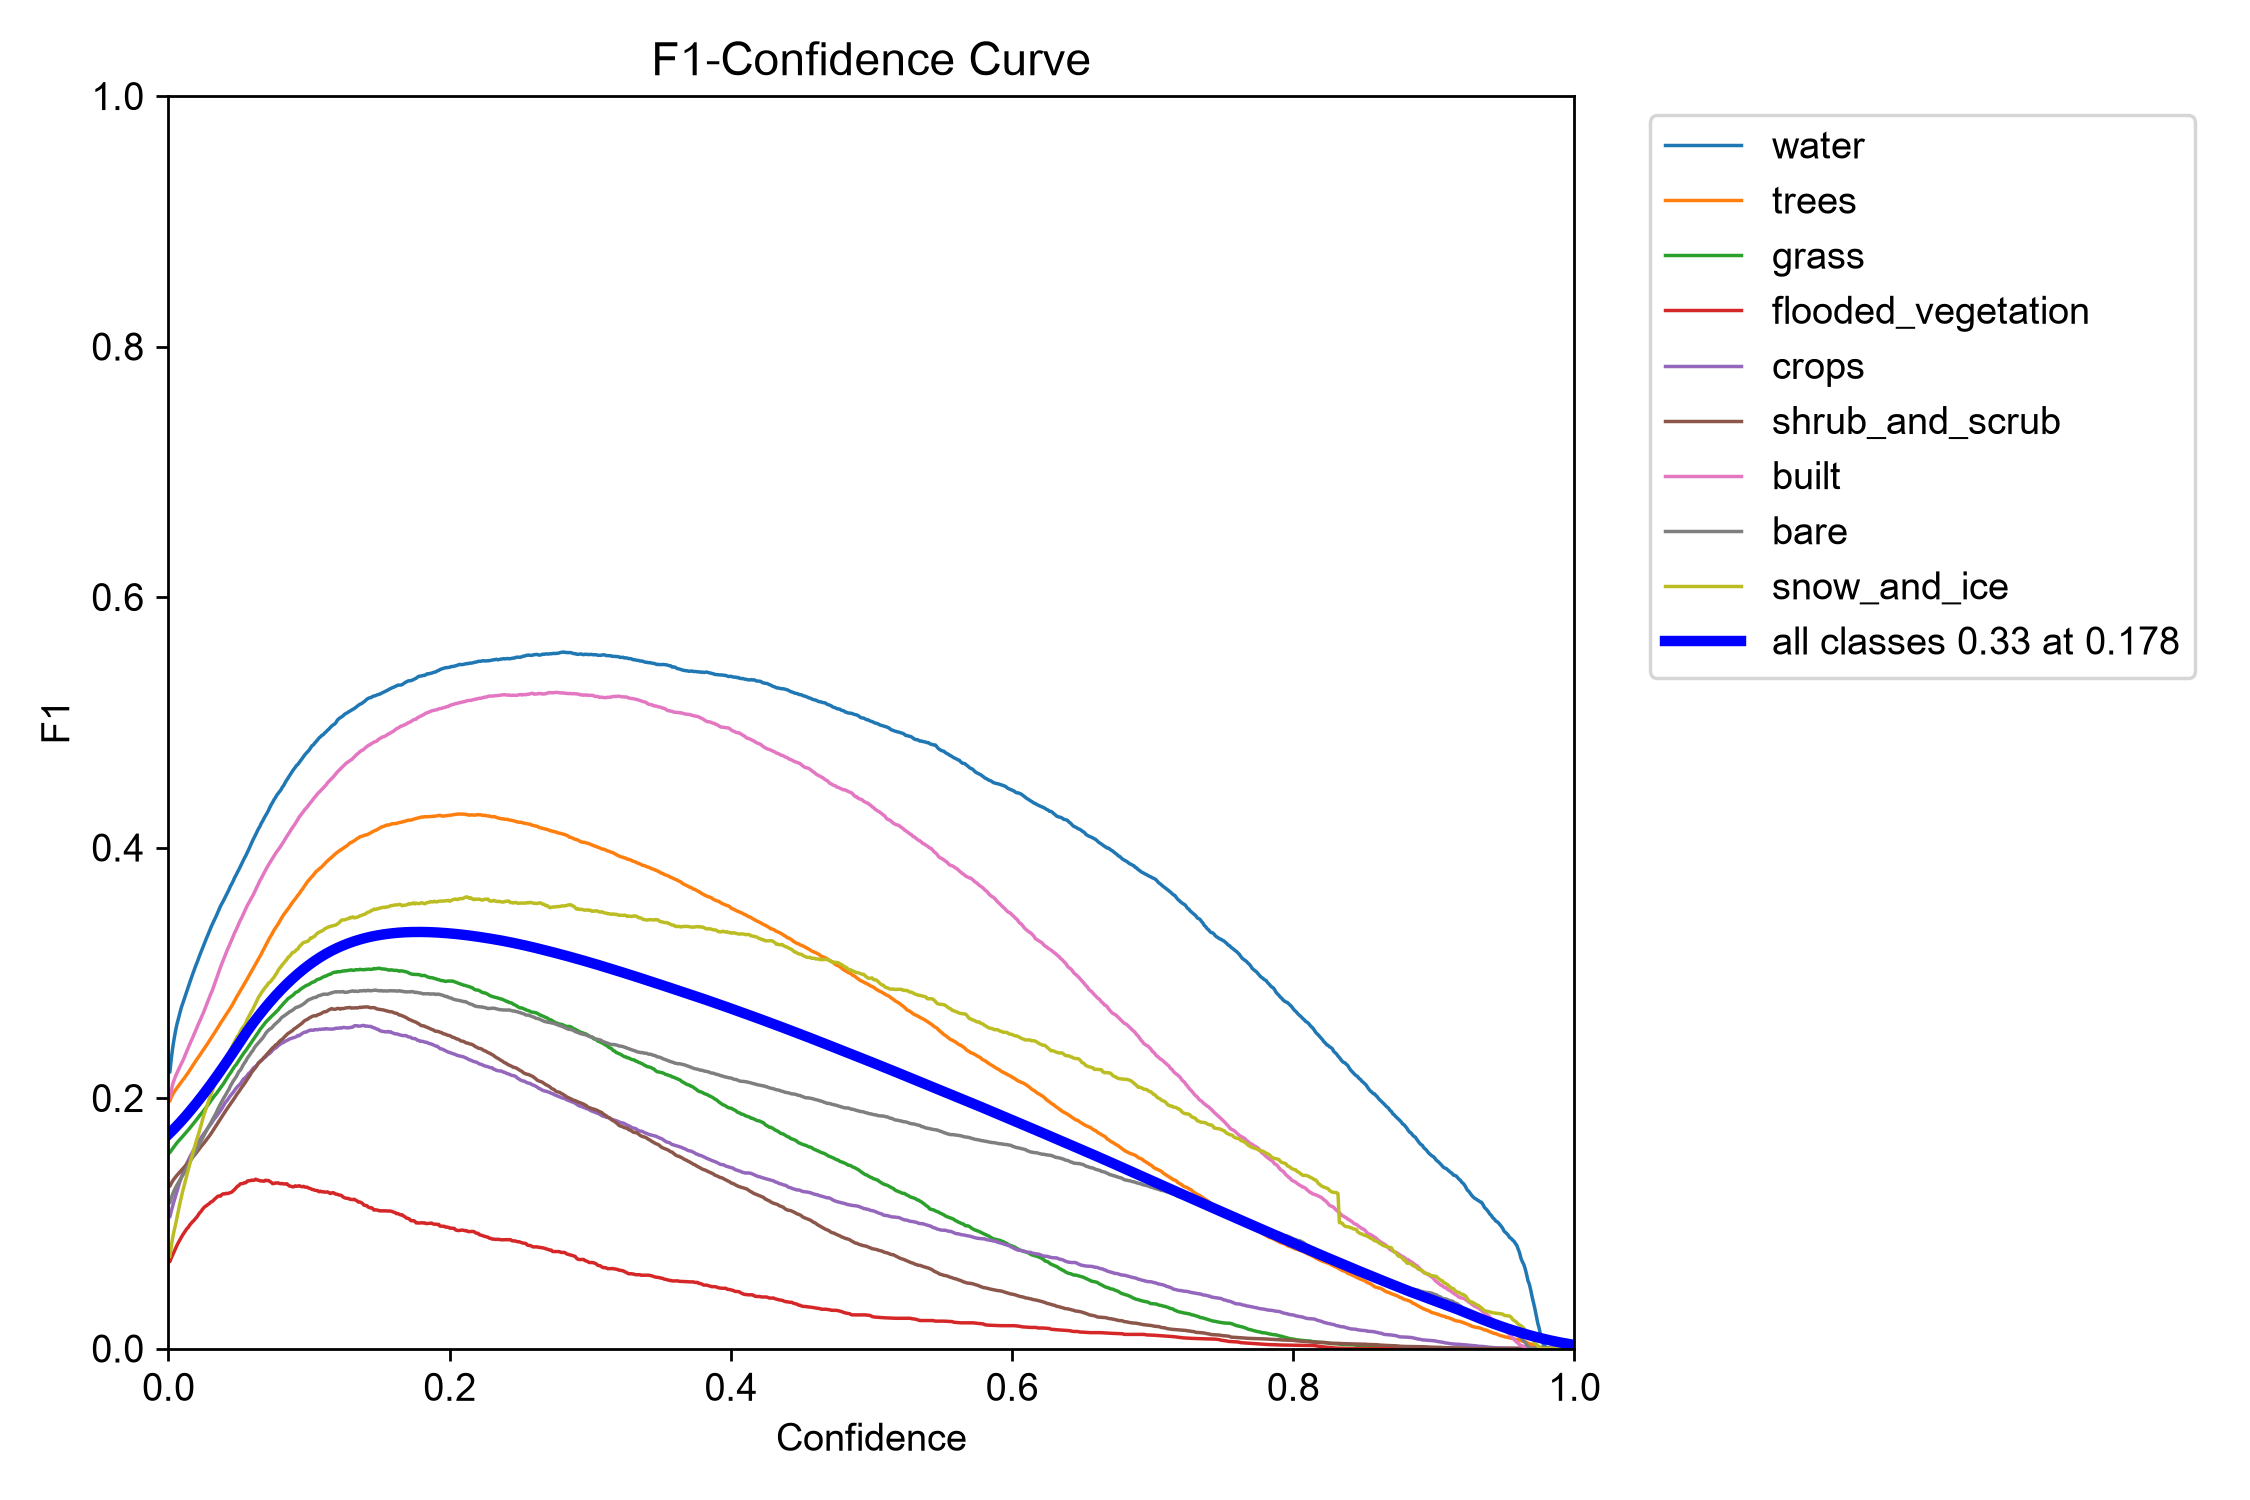 F1-Confidence Curve
1.0
0.8
0.6
0.4
0.2
0.0
F1
0.0 0.2 0.4 0.6 0.8 1.0
Confidence
water
trees
grass
flooded_vegetation
crops
shrub_and_scrub
built
bare
snow_and_ice
all classes 0.33 at 0.178